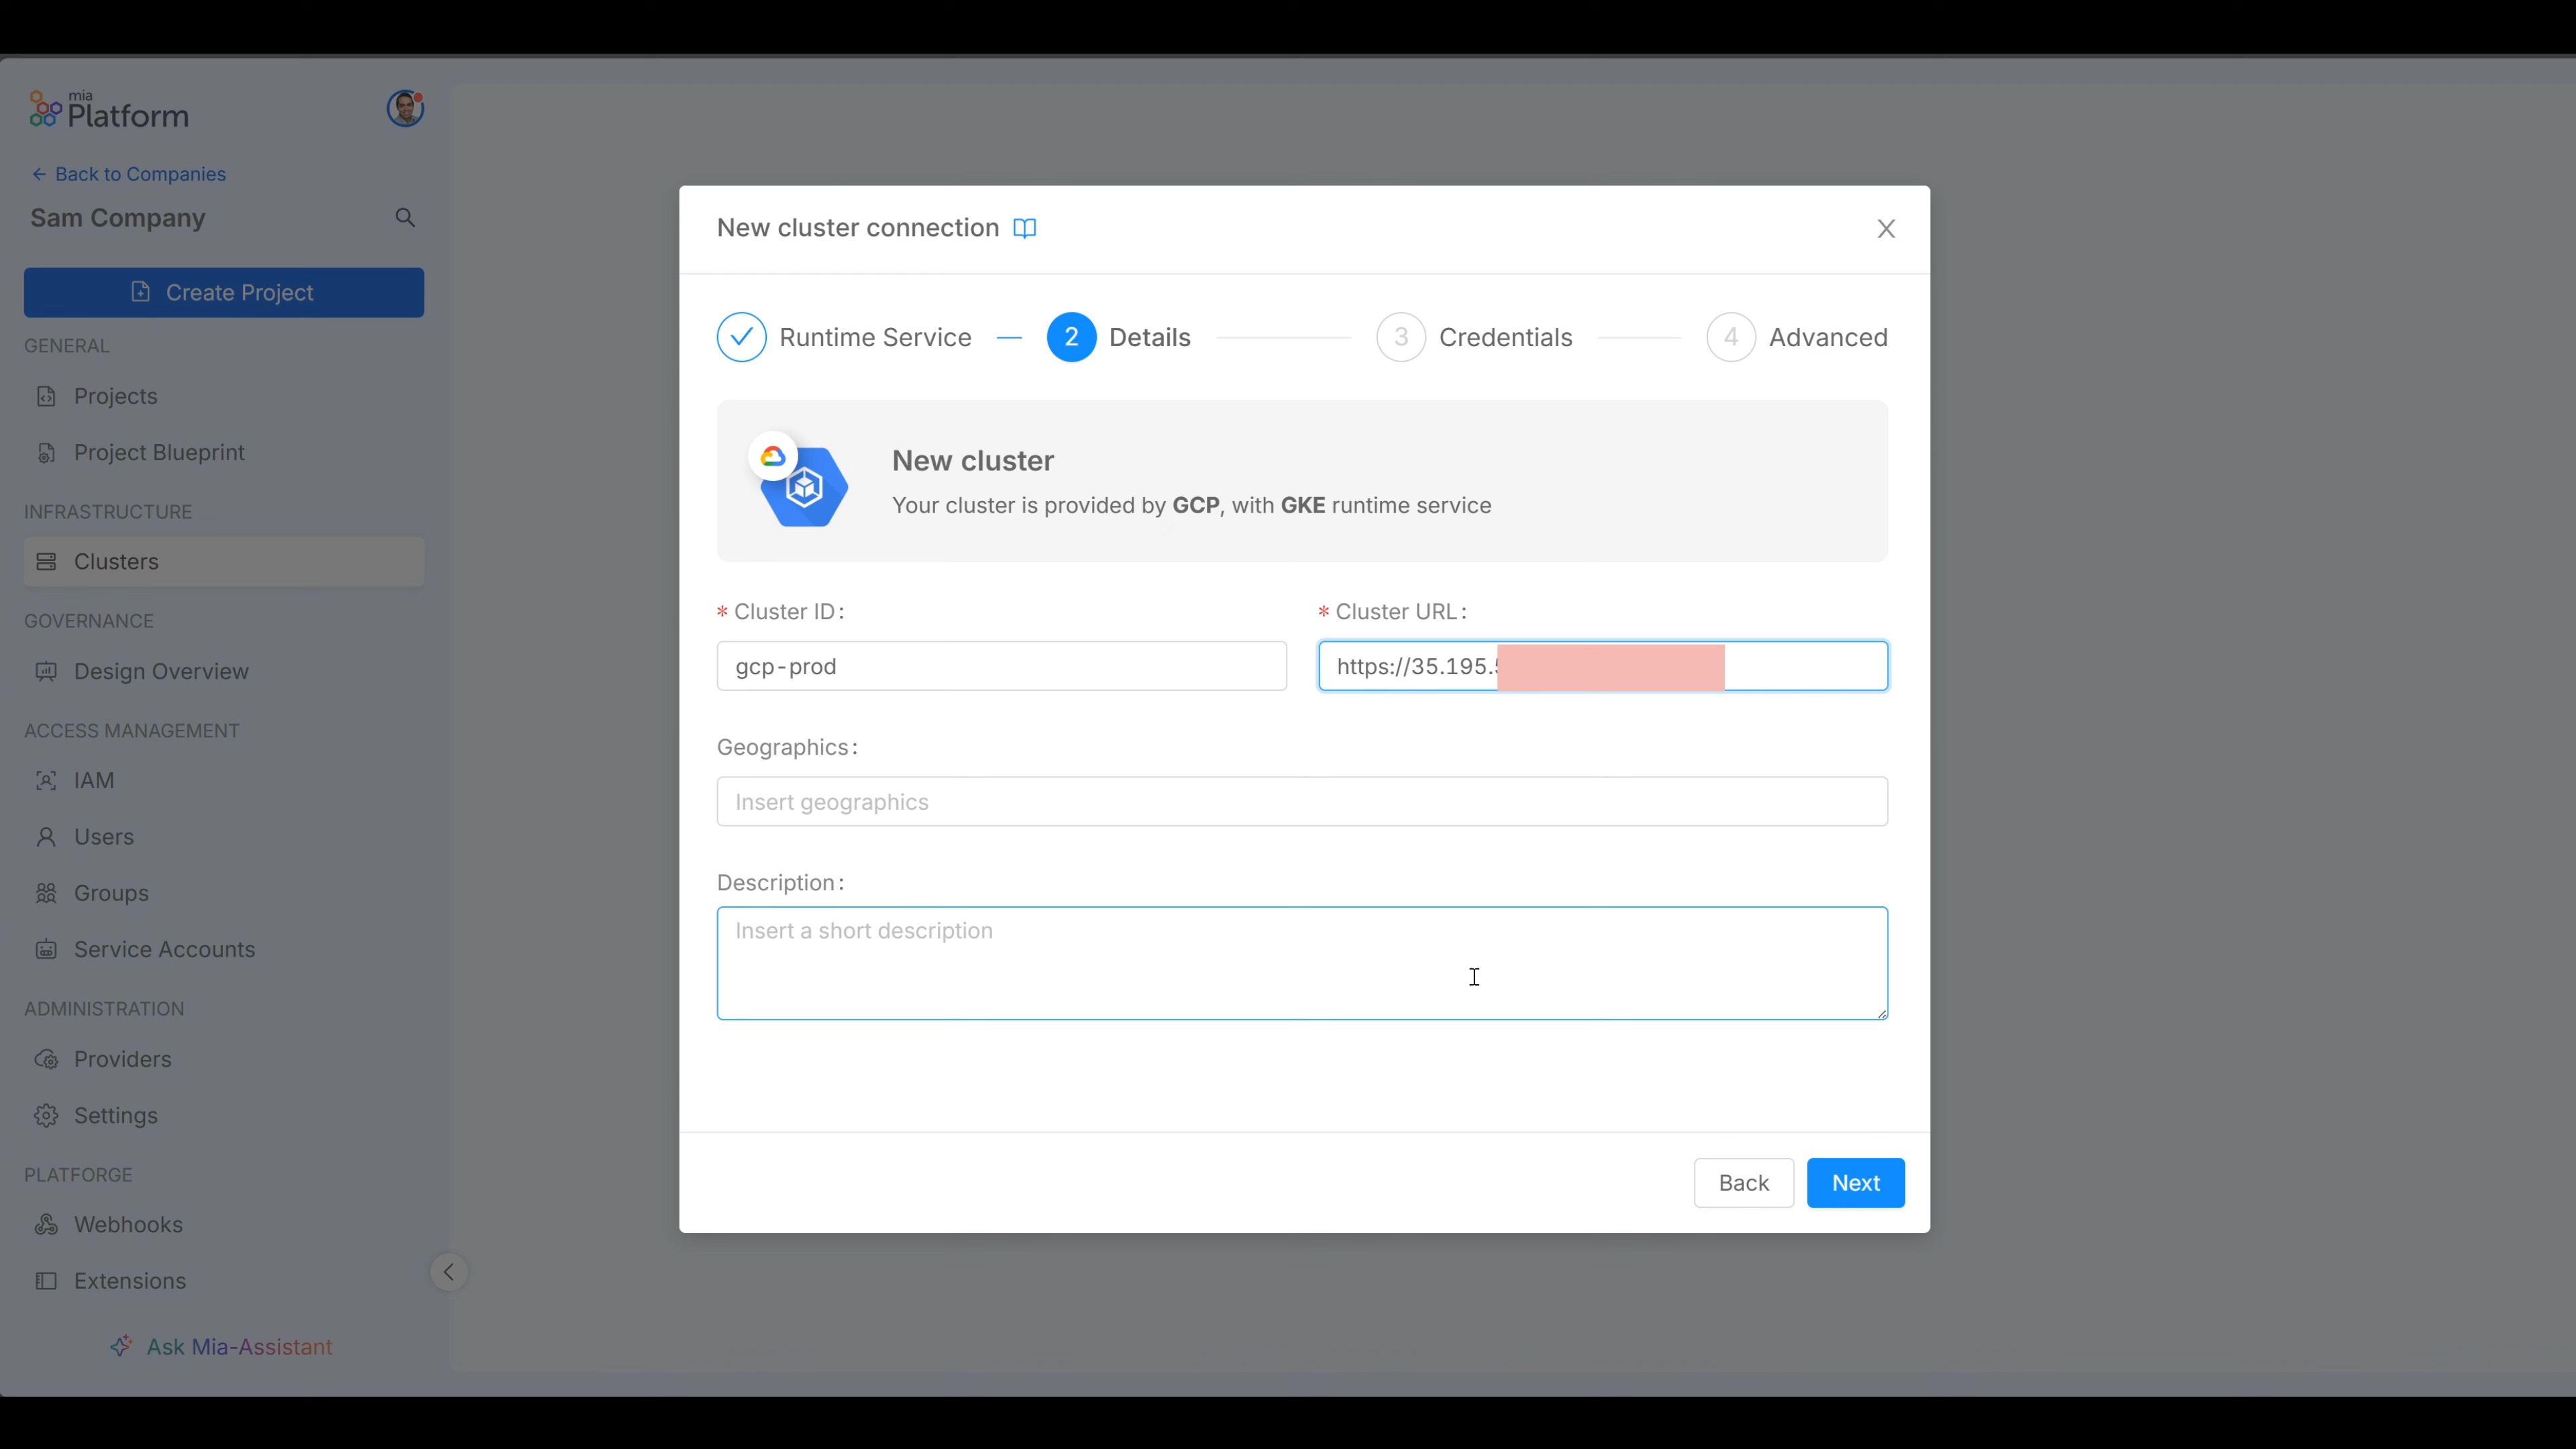 mia
Platform
Back to Companies
Sam Company
Create Project
GENERAL
Projects
Project Blueprint
INFRASTRUCTURE
Clusters
GOVERNANCE
Design Overview
ACCESS MANAGEMENT
IAM
Users
Groups
Service Accounts
ADMINISTRATION
Providers
Settings
PLATFORGE
Webhooks
Extensions
Ask Mia-Assistant
New cluster connection
Runtime Service
2 Details
3 Credentials
4 Advanced
New cluster
Your cluster is provided by GCP, with GKE runtime service
* Cluster ID:
gcp-prod
* Cluster URL:
https://35.195.
Geographics:
Insert geographics
Description:
Insert a short description
Back
Next